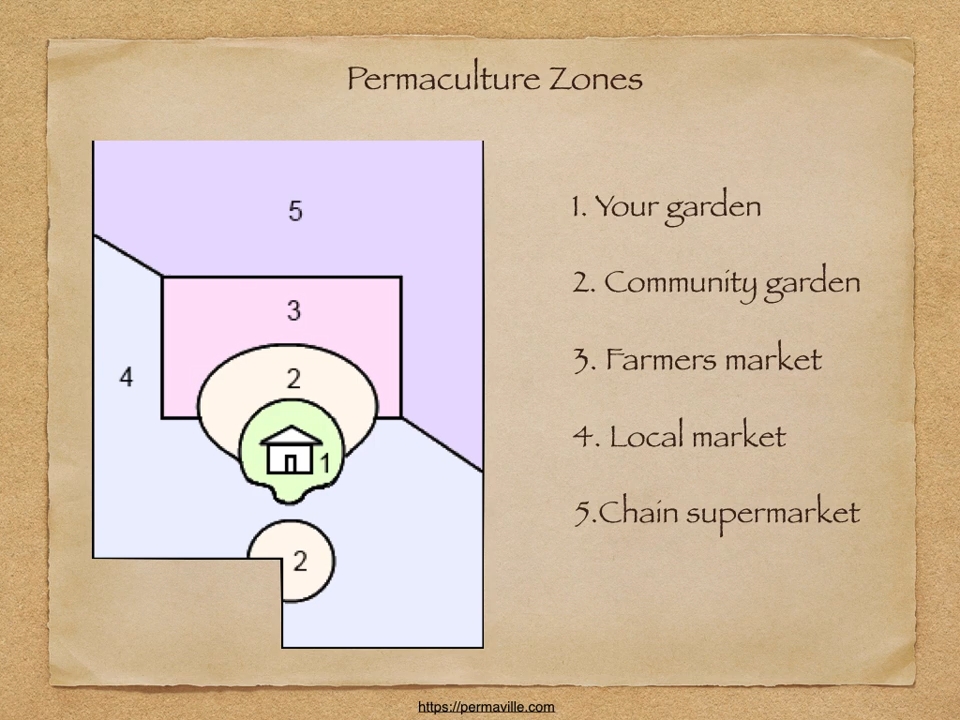 Permaculture Zones
5
3
4
2
1
2
1. Your garden
2. Community garden
3. Farmers market
4. Local market
5.Chain supermarket
https://permaville.com